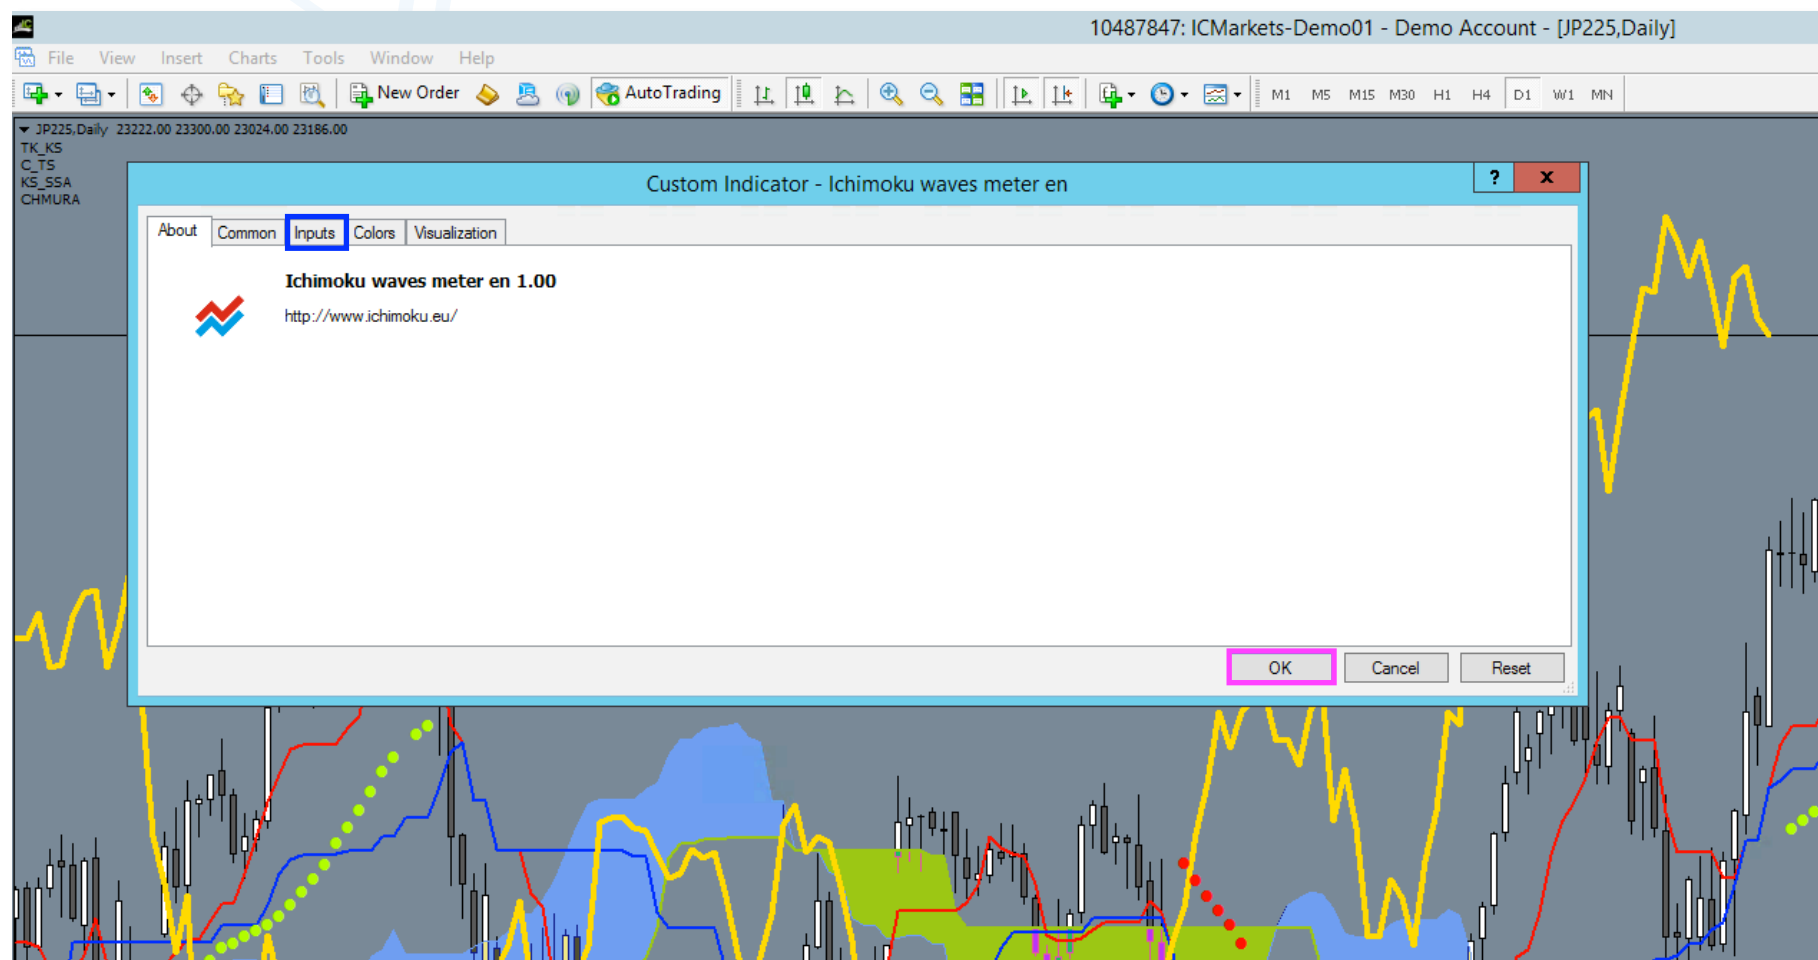 10487847: ICMarkets-Demo01 - Demo Account - [JP225,Daily]
File View Insert Charts Tools Window Help
New Order AutoTrading M1 M5 M15 M30 H1 H4 D1 W1 MN
JP225,Daily 23222.00 23300.00 23024.00 23186.00
TK_KS
C_TS
KS_SSA
CHMURA
Custom Indicator - Ichimoku waves meter en ? x
About Common Inputs Colors Visualization
Ichimoku waves meter en 1.00
http://www.ichimoku.eu/
OK Cancel Reset